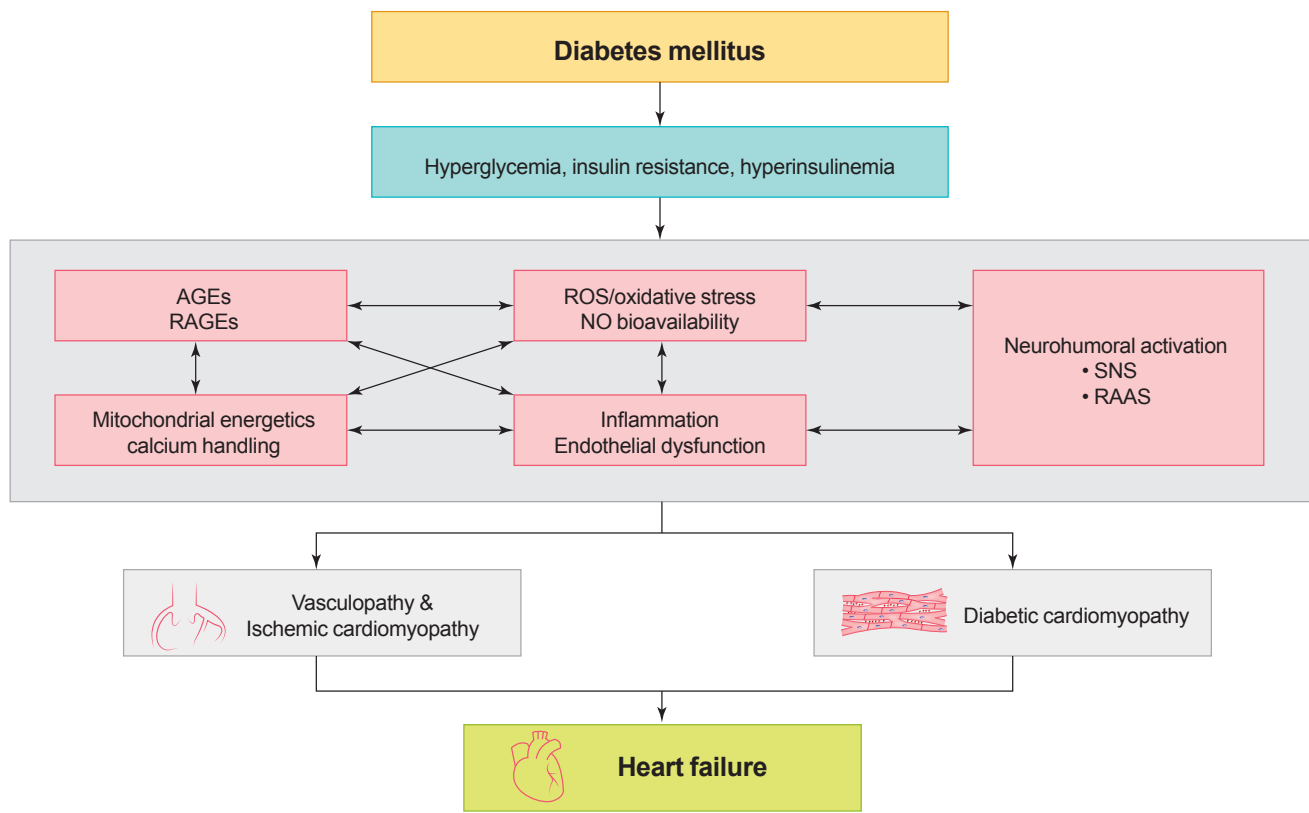 Diabetes mellitus
Hyperglycemia, insulin resistance, hyperinsulinemia
AGEs
RAGEs
ROS/oxidative stress
NO bioavailability
Neurohumoral activation
• SNS
• RAAS
Mitochondrial energetics
calcium handling
Inflammation
Endothelial dysfunction
Vasculopathy &
Ischemic cardiomyopathy
Diabetic cardiomyopathy
Heart failure